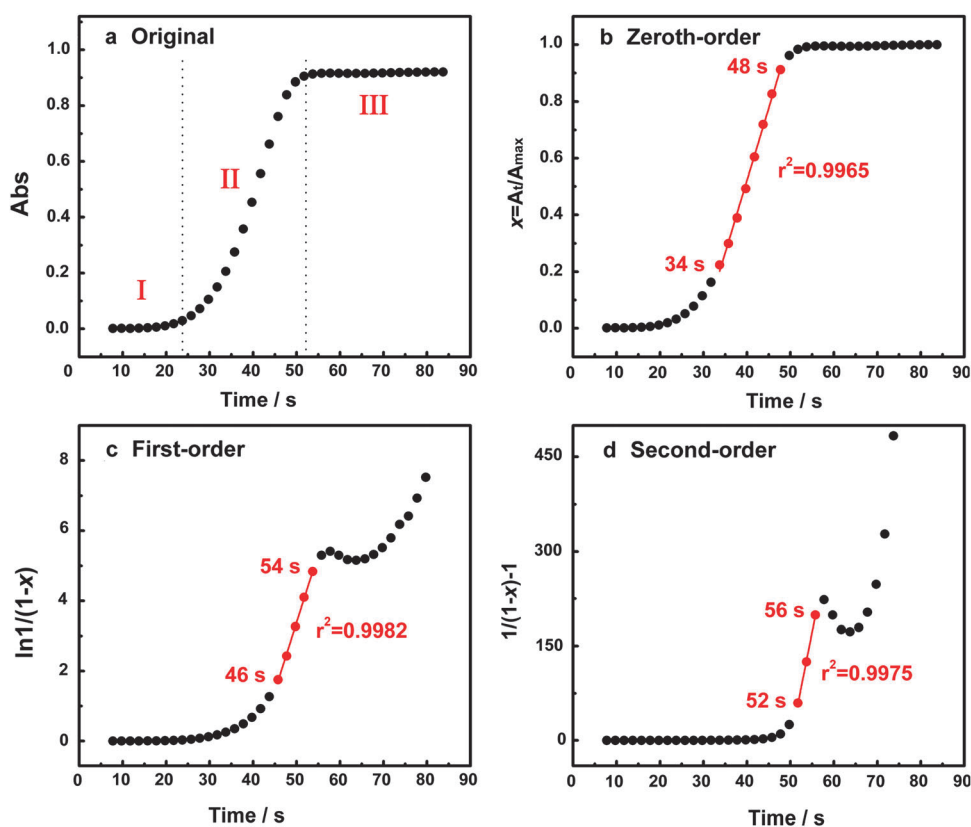 a Original
Abs
1.0
0.8
0.6
0.4
0.2
0.0
I
II
III
0 10 20 30 40 50 60 70 80 90
Time / s
b Zeroth-order
x=At/Amax
1.0
0.8
0.6
0.4
0.2
0.0
48 s
r²=0.9965
34 s
0 10 20 30 40 50 60 70 80 90
Time / s
c First-order
ln1/(1-x)
8
6
4
2
0
54 s
r²=0.9982
46 s
0 10 20 30 40 50 60 70 80 90
Time / s
d Second-order
1/(1-x)-1
450
300
150
0
56 s
r²=0.9975
52 s
0 10 20 30 40 50 60 70 80 90
Time / s